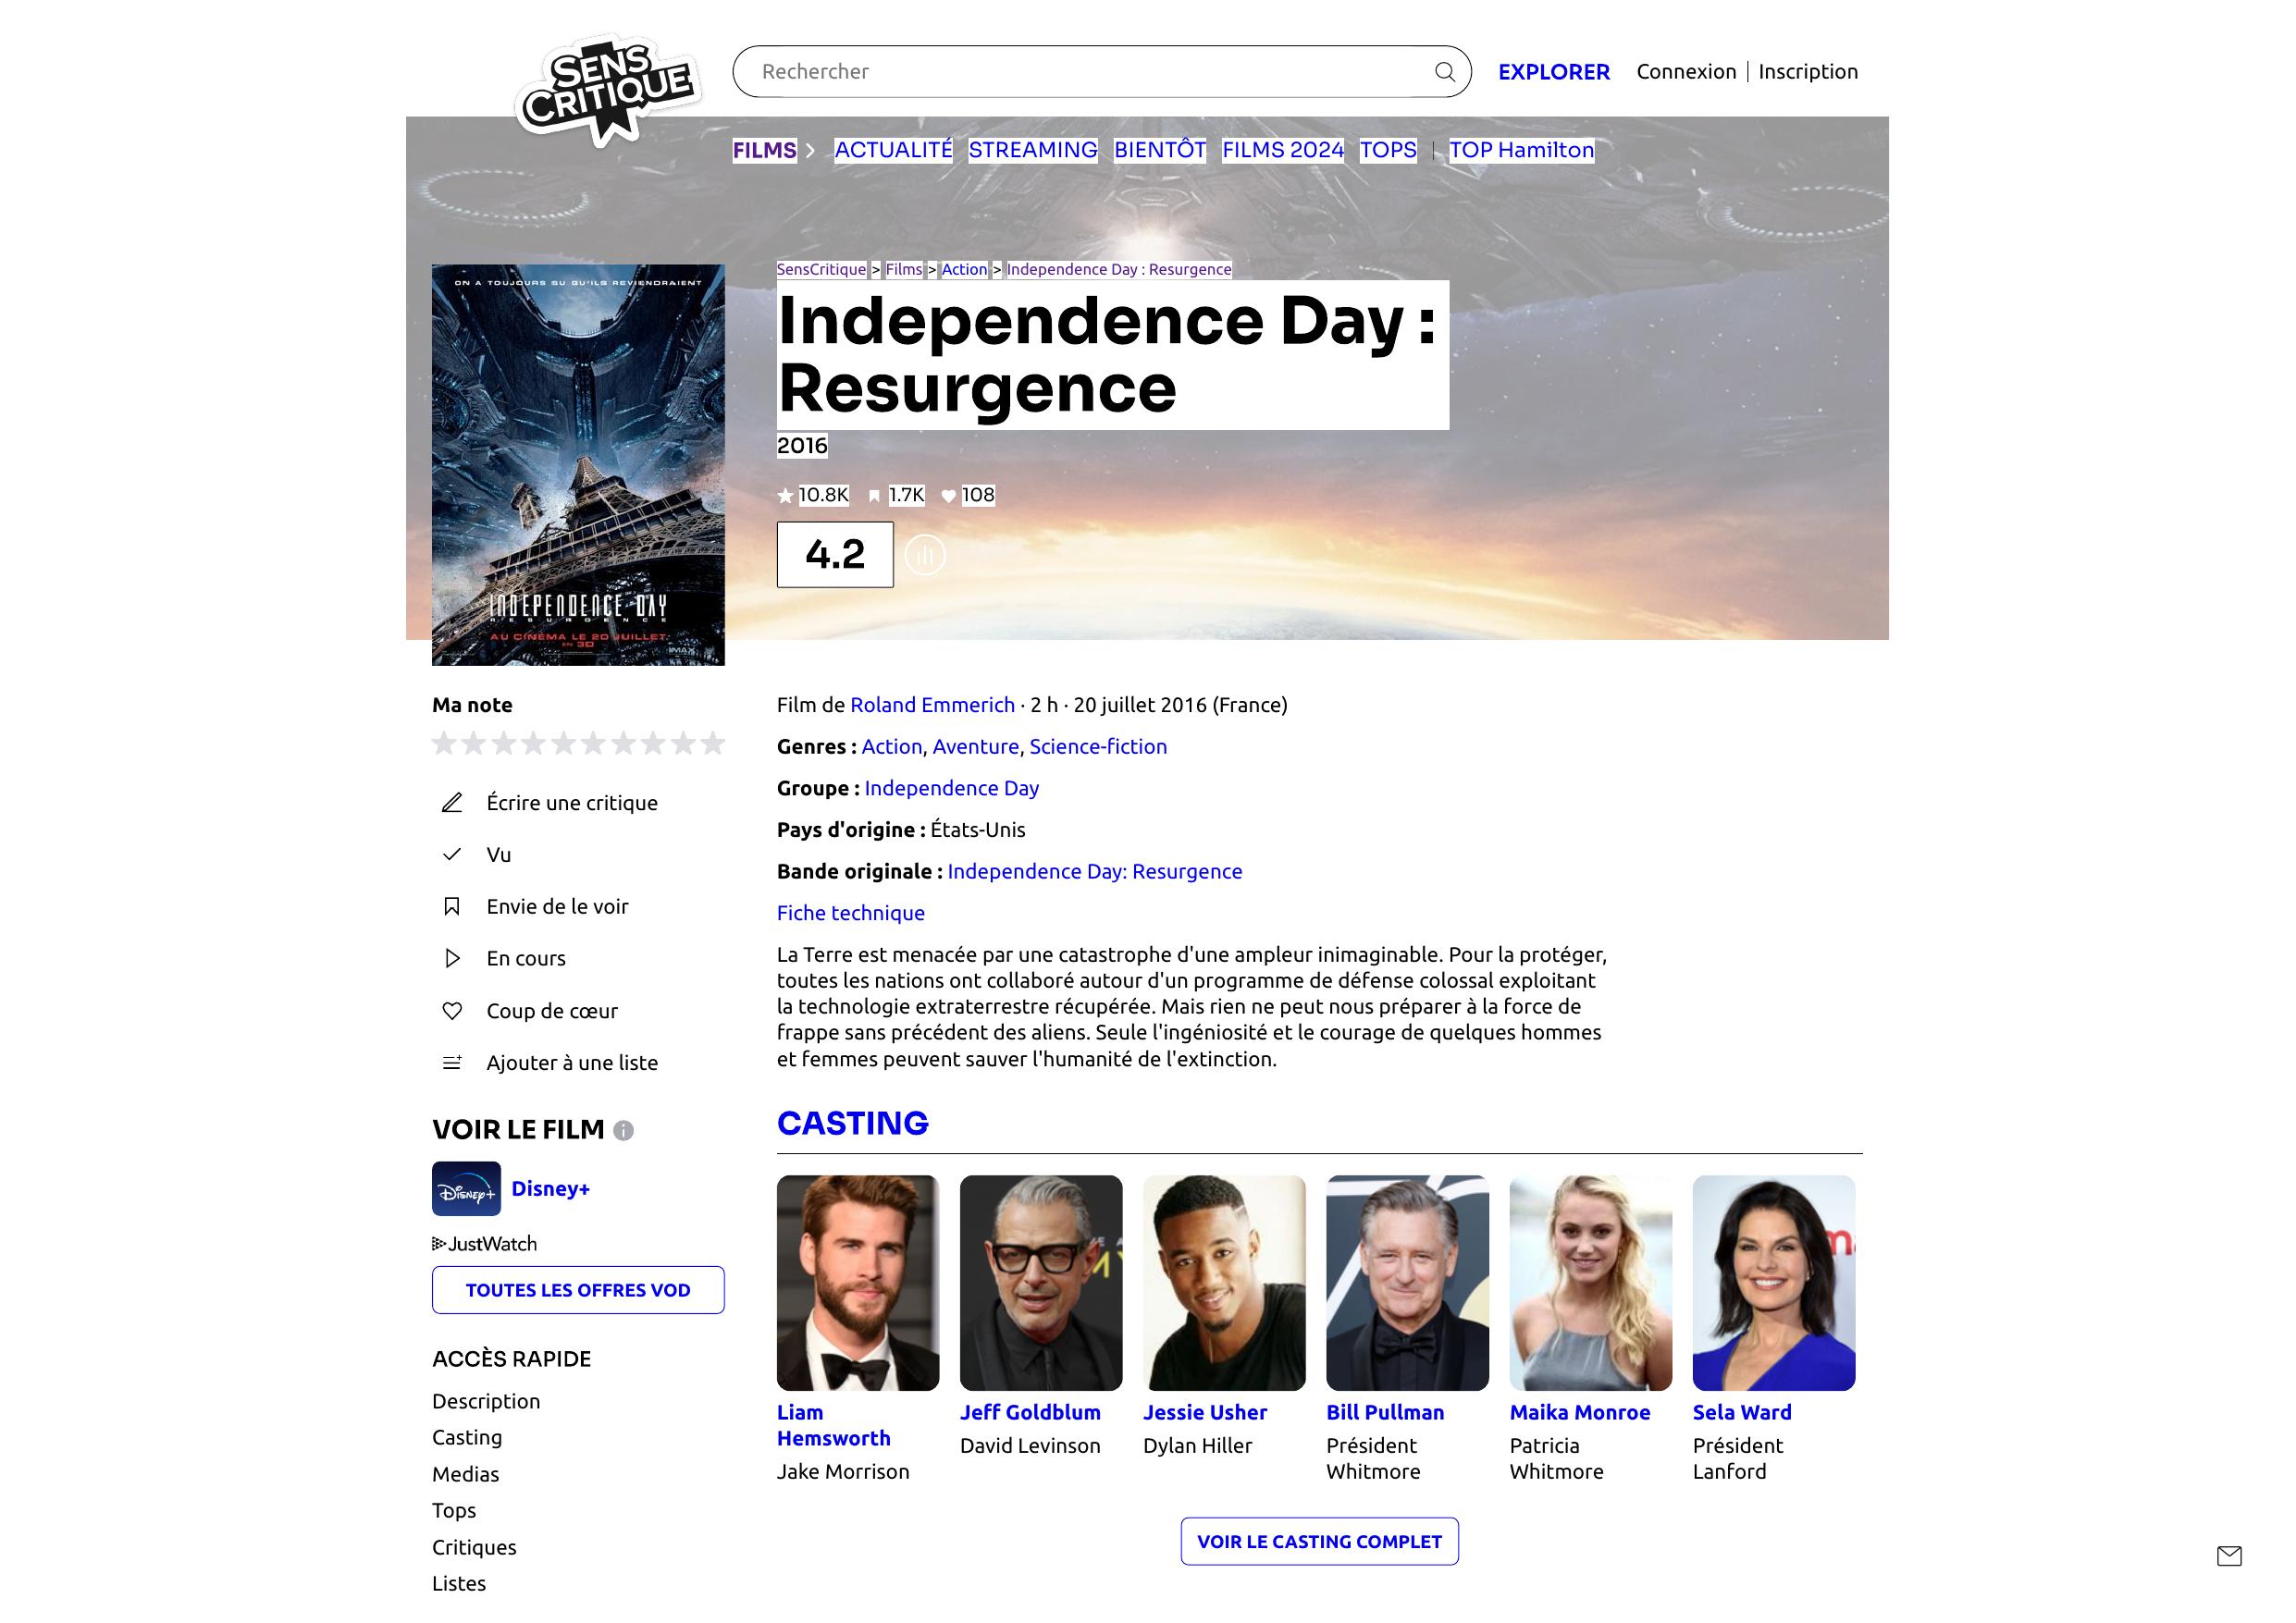 SENS
CRITIQUE
Rechercher
EXPLORER
Connexion | Inscription
FILMS
ACTUALITÉ
STREAMING
BIENTÔT
FILMS 2024
TOPS
|
TOP Hamilton
SensCritique > Films > Action > Independence Day : Resurgence
Independence Day :
Resurgence
2016
10.8K
1.7K
108
4.2
ON A TOUJOURS SU QU'ILS REVIENDRAIENT
INDEPENDENCE DAY
RESURGENCE
AU CINÉMA LE 20 JUILLET
EN 3D
IMAX
Ma note
Écrire une critique
Vu
Envie de le voir
En cours
Coup de cœur
Ajouter à une liste
VOIR LE FILM
Disney+
Disney+
JustWatch
TOUTES LES OFFRES VOD
ACCÈS RAPIDE
Description
Casting
Medias
Tops
Critiques
Listes
Film de Roland Emmerich · 2 h · 20 juillet 2016 (France)
Genres : Action, Aventure, Science-fiction
Groupe : Independence Day
Pays d'origine : États-Unis
Bande originale : Independence Day: Resurgence
Fiche technique
La Terre est menacée par une catastrophe d'une ampleur inimaginable. Pour la protéger,
toutes les nations ont collaboré autour d'un programme de défense colossal exploitant
la technologie extraterrestre récupérée. Mais rien ne peut nous préparer à la force de
frappe sans précédent des aliens. Seule l'ingéniosité et le courage de quelques hommes
et femmes peuvent sauver l'humanité de l'extinction.
CASTING
Liam
Hemsworth
Jake Morrison
Jeff Goldblum
David Levinson
Jessie Usher
Dylan Hiller
Bill Pullman
Président
Whitmore
Maika Monroe
Patricia
Whitmore
Sela Ward
Président
Lanford
VOIR LE CASTING COMPLET